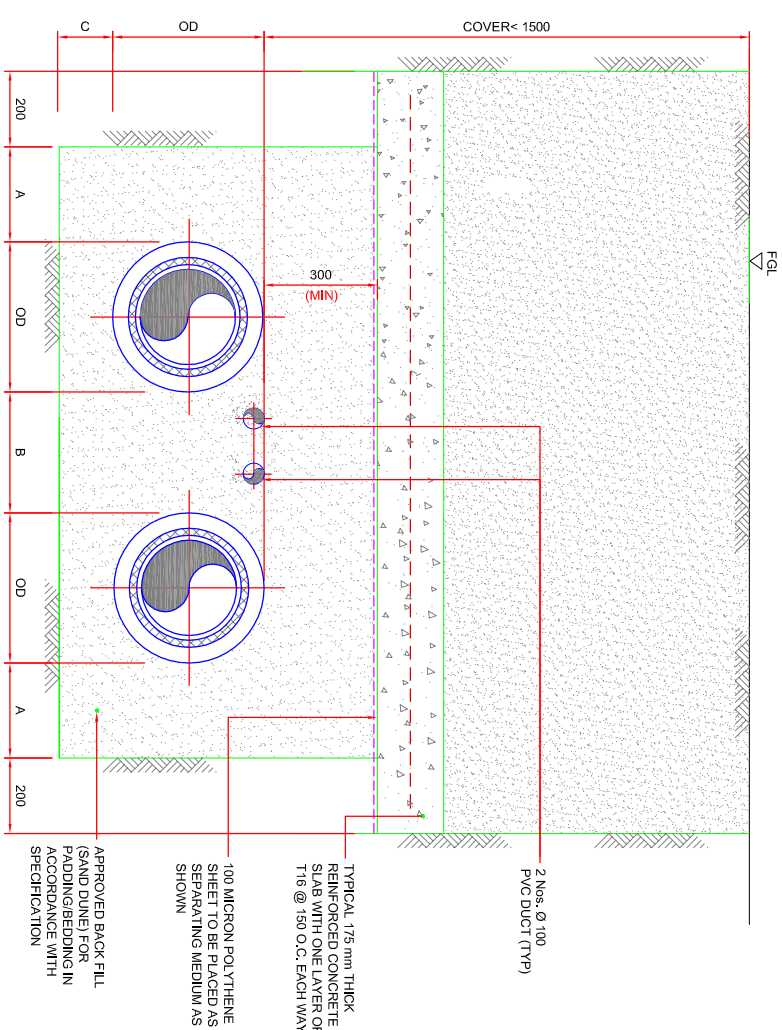 C
OD
COVER< 1500
FGL
200
A
OD
B
OD
A
200
300
(MIN)
2 Nos. Ø 100
PVC DUCT (TYP)
TYPICAL 175 mm THICK
REINFORCED CONCRETE
SLAB WITH ONE LAYER OF
T16 @ 150 O.C. EACH WAY
100 MICRON POLYTHENE
SHEET TO BE PLACED AS
SEPARATING MEDIUM AS
SHOWN
APPROVED BACK FILL
(SAND DUNE) FOR
PADDING/BEDDING IN
ACCORDANCE WITH
SPECIFICATION